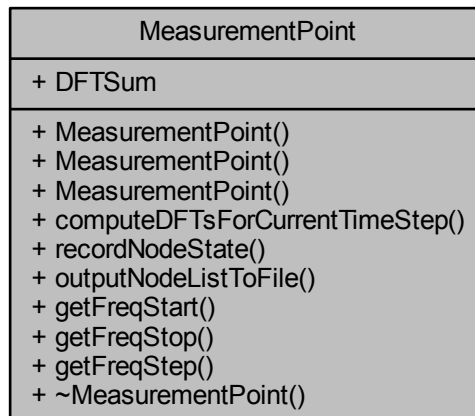 MeasurementPoint
+ DFTSum
+ MeasurementPoint()
+ MeasurementPoint()
+ MeasurementPoint()
+ computeDFTsForCurrentTimeStep()
+ recordNodeState()
+ outputNodeListToFile()
+ getFreqStart()
+ getFreqStop()
+ getFreqStep()
+ ~MeasurementPoint()